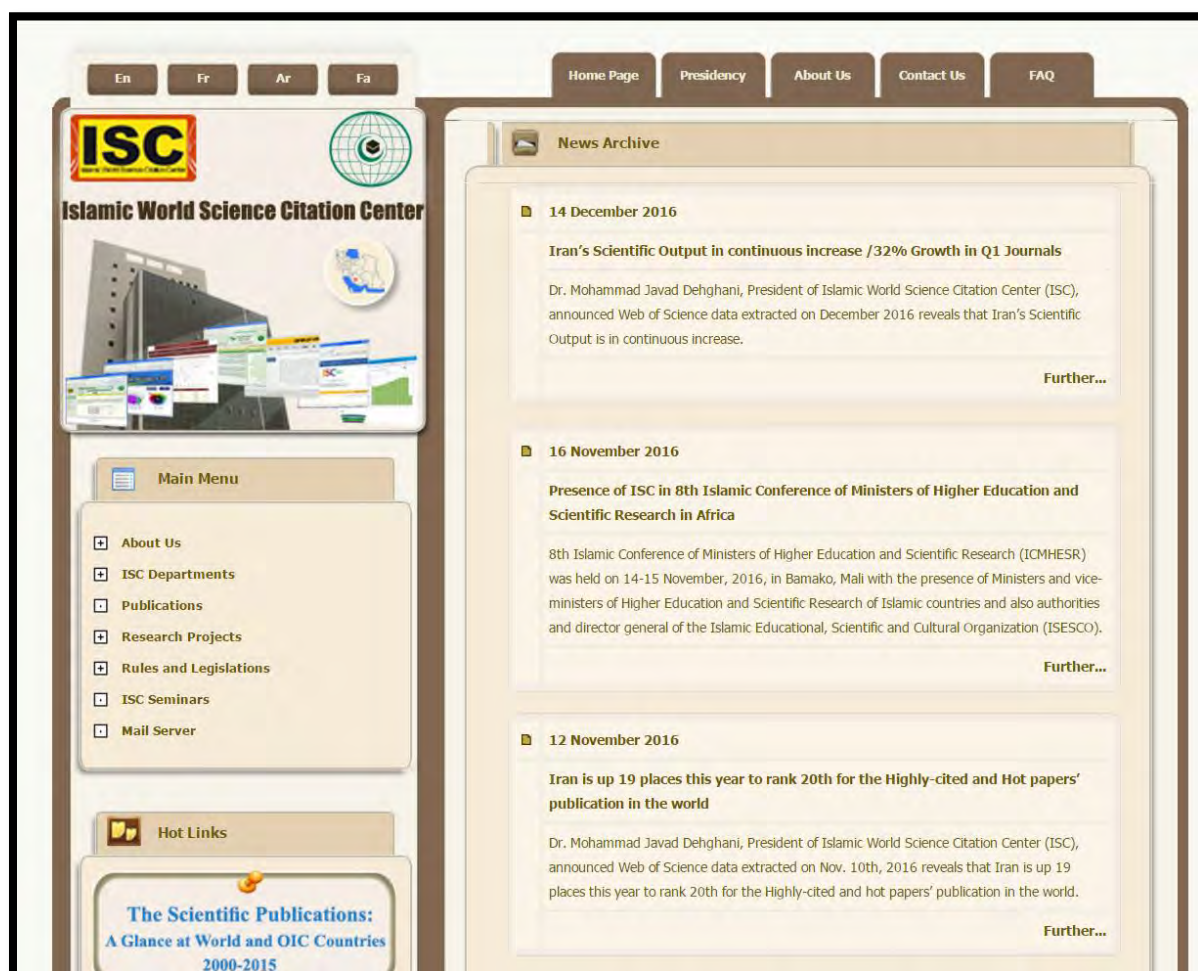 En Fr Ar Fa
Home Page Presidency About Us Contact Us FAQ
ISC
Islamic World Science Citation Center
Islamic World Science Citation Center
Main Menu
About Us
ISC Departments
Publications
Research Projects
Rules and Legislations
ISC Seminars
Mail Server
Hot Links
The Scientific Publications:
A Glance at World and OIC Countries
2000-2015
News Archive
14 December 2016
Iran's Scientific Output in continuous increase /32% Growth in Q1 Journals
Dr. Mohammad Javad Dehghani, President of Islamic World Science Citation Center (ISC),
announced Web of Science data extracted on December 2016 reveals that Iran's Scientific
Output is in continuous increase.
Further...
16 November 2016
Presence of ISC in 8th Islamic Conference of Ministers of Higher Education and
Scientific Research in Africa
8th Islamic Conference of Ministers of Higher Education and Scientific Research (ICMHESR)
was held on 14-15 November, 2016, in Bamako, Mali with the presence of Ministers and vice-
ministers of Higher Education and Scientific Research of Islamic countries and also authorities
and director general of the Islamic Educational, Scientific and Cultural Organization (ISESCO).
Further...
12 November 2016
Iran is up 19 places this year to rank 20th for the Highly-cited and Hot papers'
publication in the world
Dr. Mohammad Javad Dehghani, President of Islamic World Science Citation Center (ISC),
announced Web of Science data extracted on Nov. 10th, 2016 reveals that Iran is up 19
places this year to rank 20th for the Highly-cited and hot papers' publication in the world.
Further...